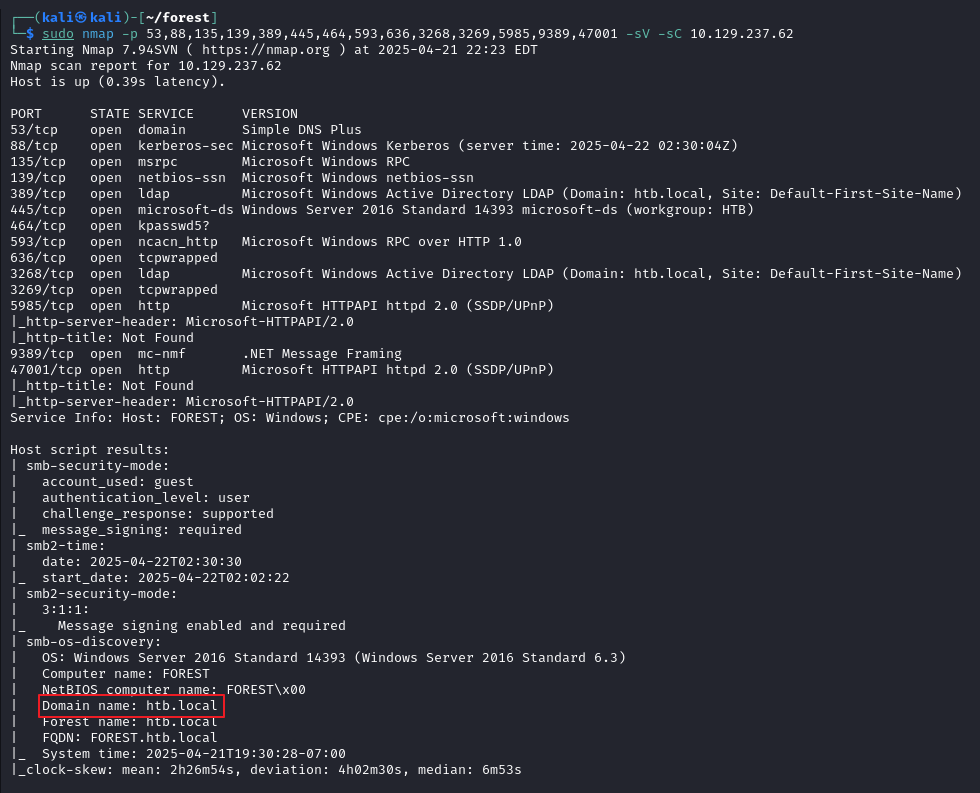 ┌──(kali㉿kali)-[~/forest]
└─$ sudo nmap -p 53,88,135,139,389,445,464,593,636,3268,3269,5985,9389,47001 -sV -sC 10.129.237.62
Starting Nmap 7.94SVN ( https://nmap.org ) at 2025-04-21 22:23 EDT
Nmap scan report for 10.129.237.62
Host is up (0.39s latency).

PORT      STATE SERVICE      VERSION
53/tcp    open  domain       Simple DNS Plus
88/tcp    open  kerberos-sec Microsoft Windows Kerberos (server time: 2025-04-22 02:30:04Z)
135/tcp   open  msrpc        Microsoft Windows RPC
139/tcp   open  netbios-ssn  Microsoft Windows netbios-ssn
389/tcp   open  ldap         Microsoft Windows Active Directory LDAP (Domain: htb.local, Site: Default-First-Site-Name)
445/tcp   open  microsoft-ds Windows Server 2016 Standard 14393 microsoft-ds (workgroup: HTB)
464/tcp   open  kpasswd5?
593/tcp   open  ncacn_http   Microsoft Windows RPC over HTTP 1.0
636/tcp   open  tcpwrapped
3268/tcp  open  ldap         Microsoft Windows Active Directory LDAP (Domain: htb.local, Site: Default-First-Site-Name)
3269/tcp  open  tcpwrapped
5985/tcp  open  http         Microsoft HTTPAPI httpd 2.0 (SSDP/UPnP)
|_http-server-header: Microsoft-HTTPAPI/2.0
|_http-title: Not Found
9389/tcp  open  mc-nmf       .NET Message Framing
47001/tcp open  http         Microsoft HTTPAPI httpd 2.0 (SSDP/UPnP)
|_http-title: Not Found
|_http-server-header: Microsoft-HTTPAPI/2.0
Service Info: Host: FOREST; OS: Windows; CPE: cpe:/o:microsoft:windows

Host script results:
| smb-security-mode:
|   account_used: guest
|   authentication_level: user
|   challenge_response: supported
|_  message_signing: required
| smb2-time:
|   date: 2025-04-22T02:30:30
|_  start_date: 2025-04-22T02:02:22
| smb2-security-mode:
|   3:1:1:
|_    Message signing enabled and required
| smb-os-discovery:
|   OS: Windows Server 2016 Standard 14393 (Windows Server 2016 Standard 6.3)
|   Computer name: FOREST
|   NetBIOS computer name: FOREST\x00
|   Domain name: htb.local
|   Forest name: htb.local
|   FQDN: FOREST.htb.local
|_  System time: 2025-04-21T19:30:28-07:00
|_clock-skew: mean: 2h26m54s, deviation: 4h02m30s, median: 6m53s